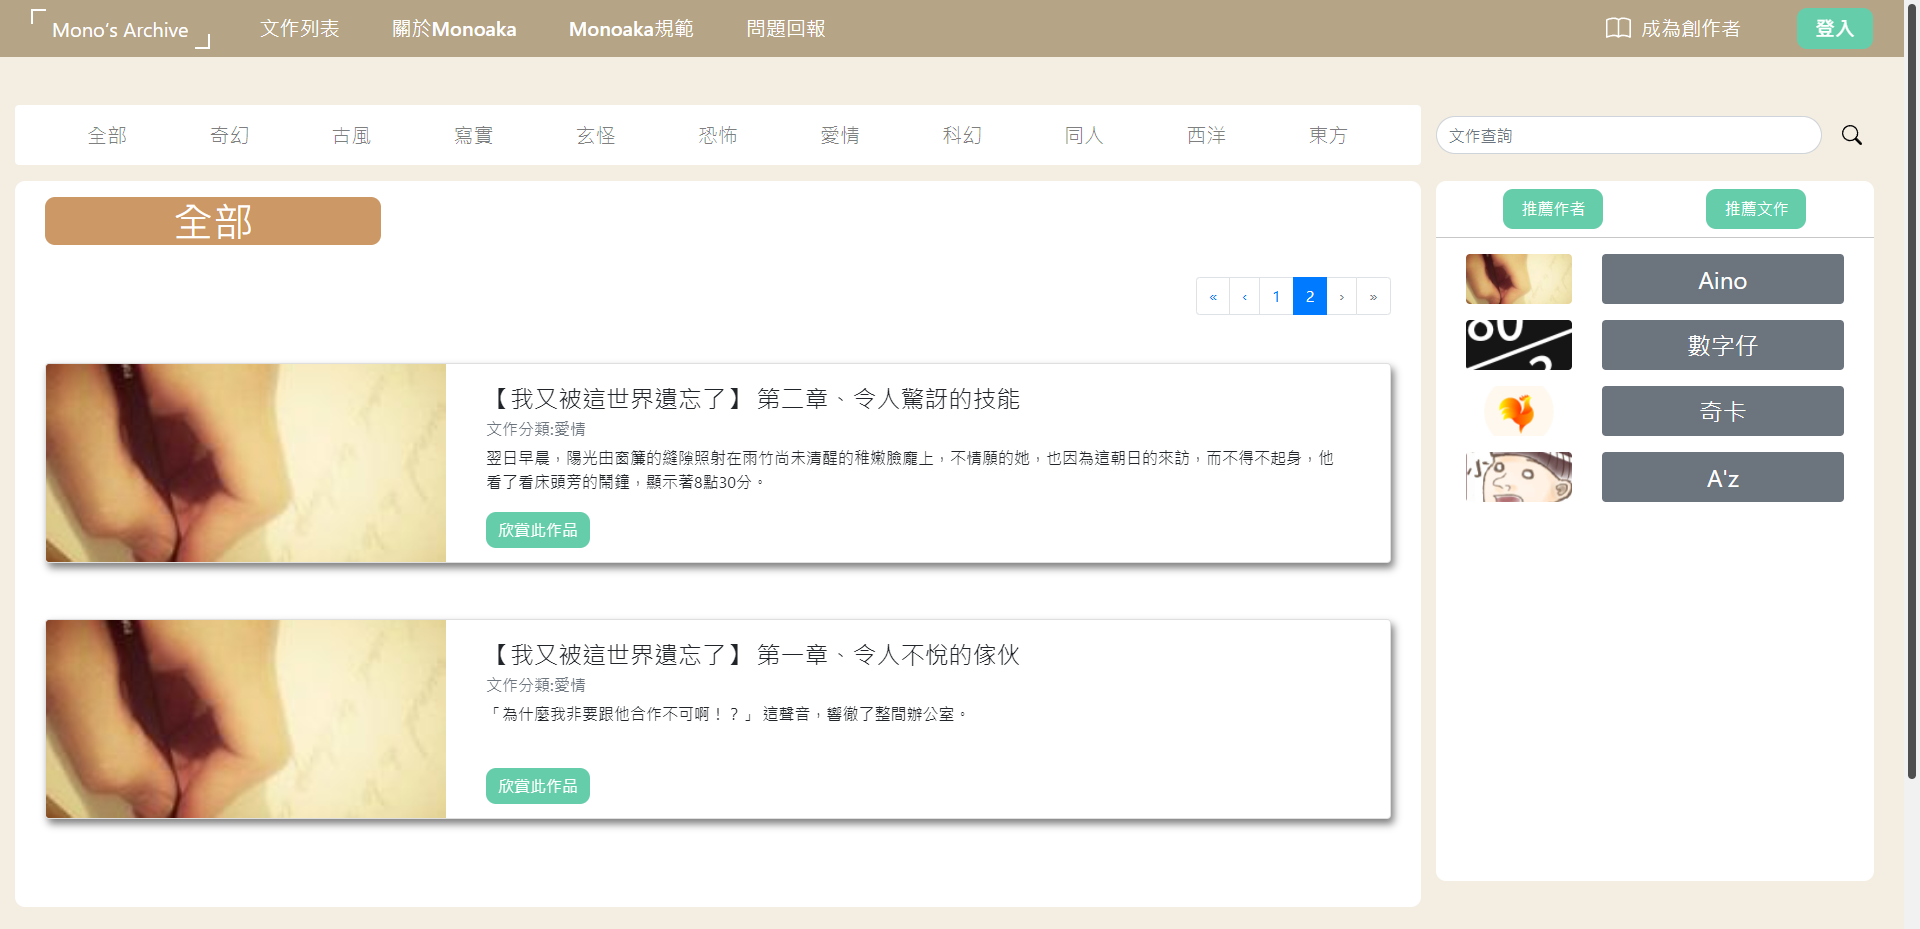 Mono's Archive 文作列表 關於Monoaka Monoaka規範 問題回報 成為創作者 登入
全部 奇幻 古風 寫實 玄怪 恐怖 愛情 科幻 同人 西洋 東方
文作查詢
全部
« ‹ 1 2 › »
【我又被這世界遺忘了】 第二章、令人驚訝的技能
文作分類:愛情
翌日早晨，陽光由窗簾的縫隙照射在雨竹尚未清醒的稚嫩臉龐上，不情願的她，也因為這朝日的來訪，而不得不起身，他
看了看床頭旁的鬧鐘，顯示著8點30分。
欣賞此作品
【我又被這世界遺忘了】 第一章、令人不悅的傢伙
文作分類:愛情
「為什麼我非要跟他合作不可啊！？」 這聲音，響徹了整間辦公室。
欣賞此作品
推薦作者 推薦文作
Aino
80
2
數字仔
奇卡
小
A'z